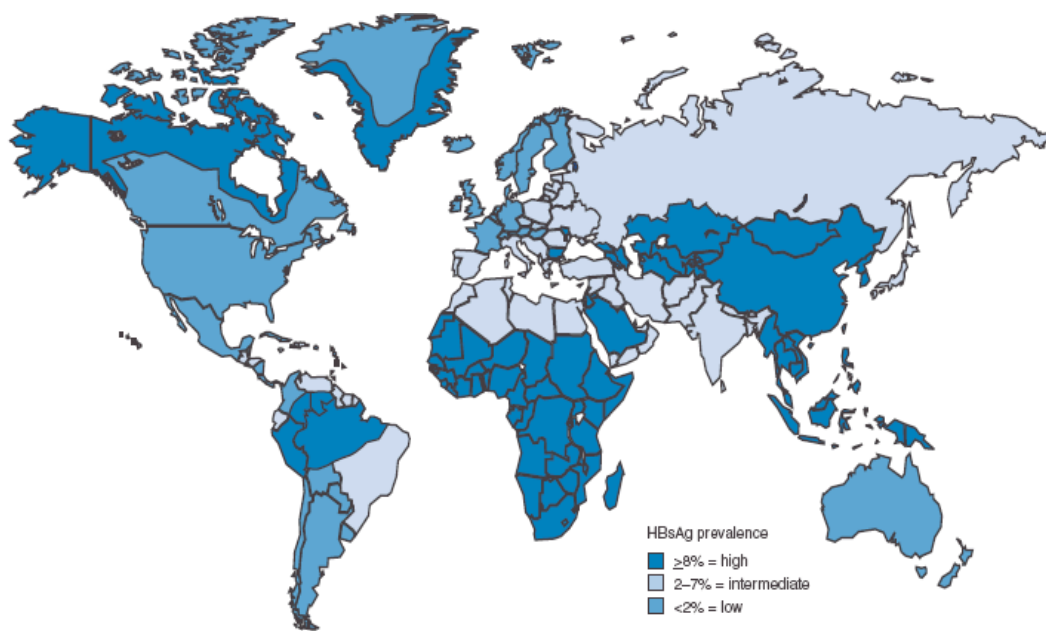 HBsAg prevalence
≥8% = high
2–7% = intermediate
<2% = low